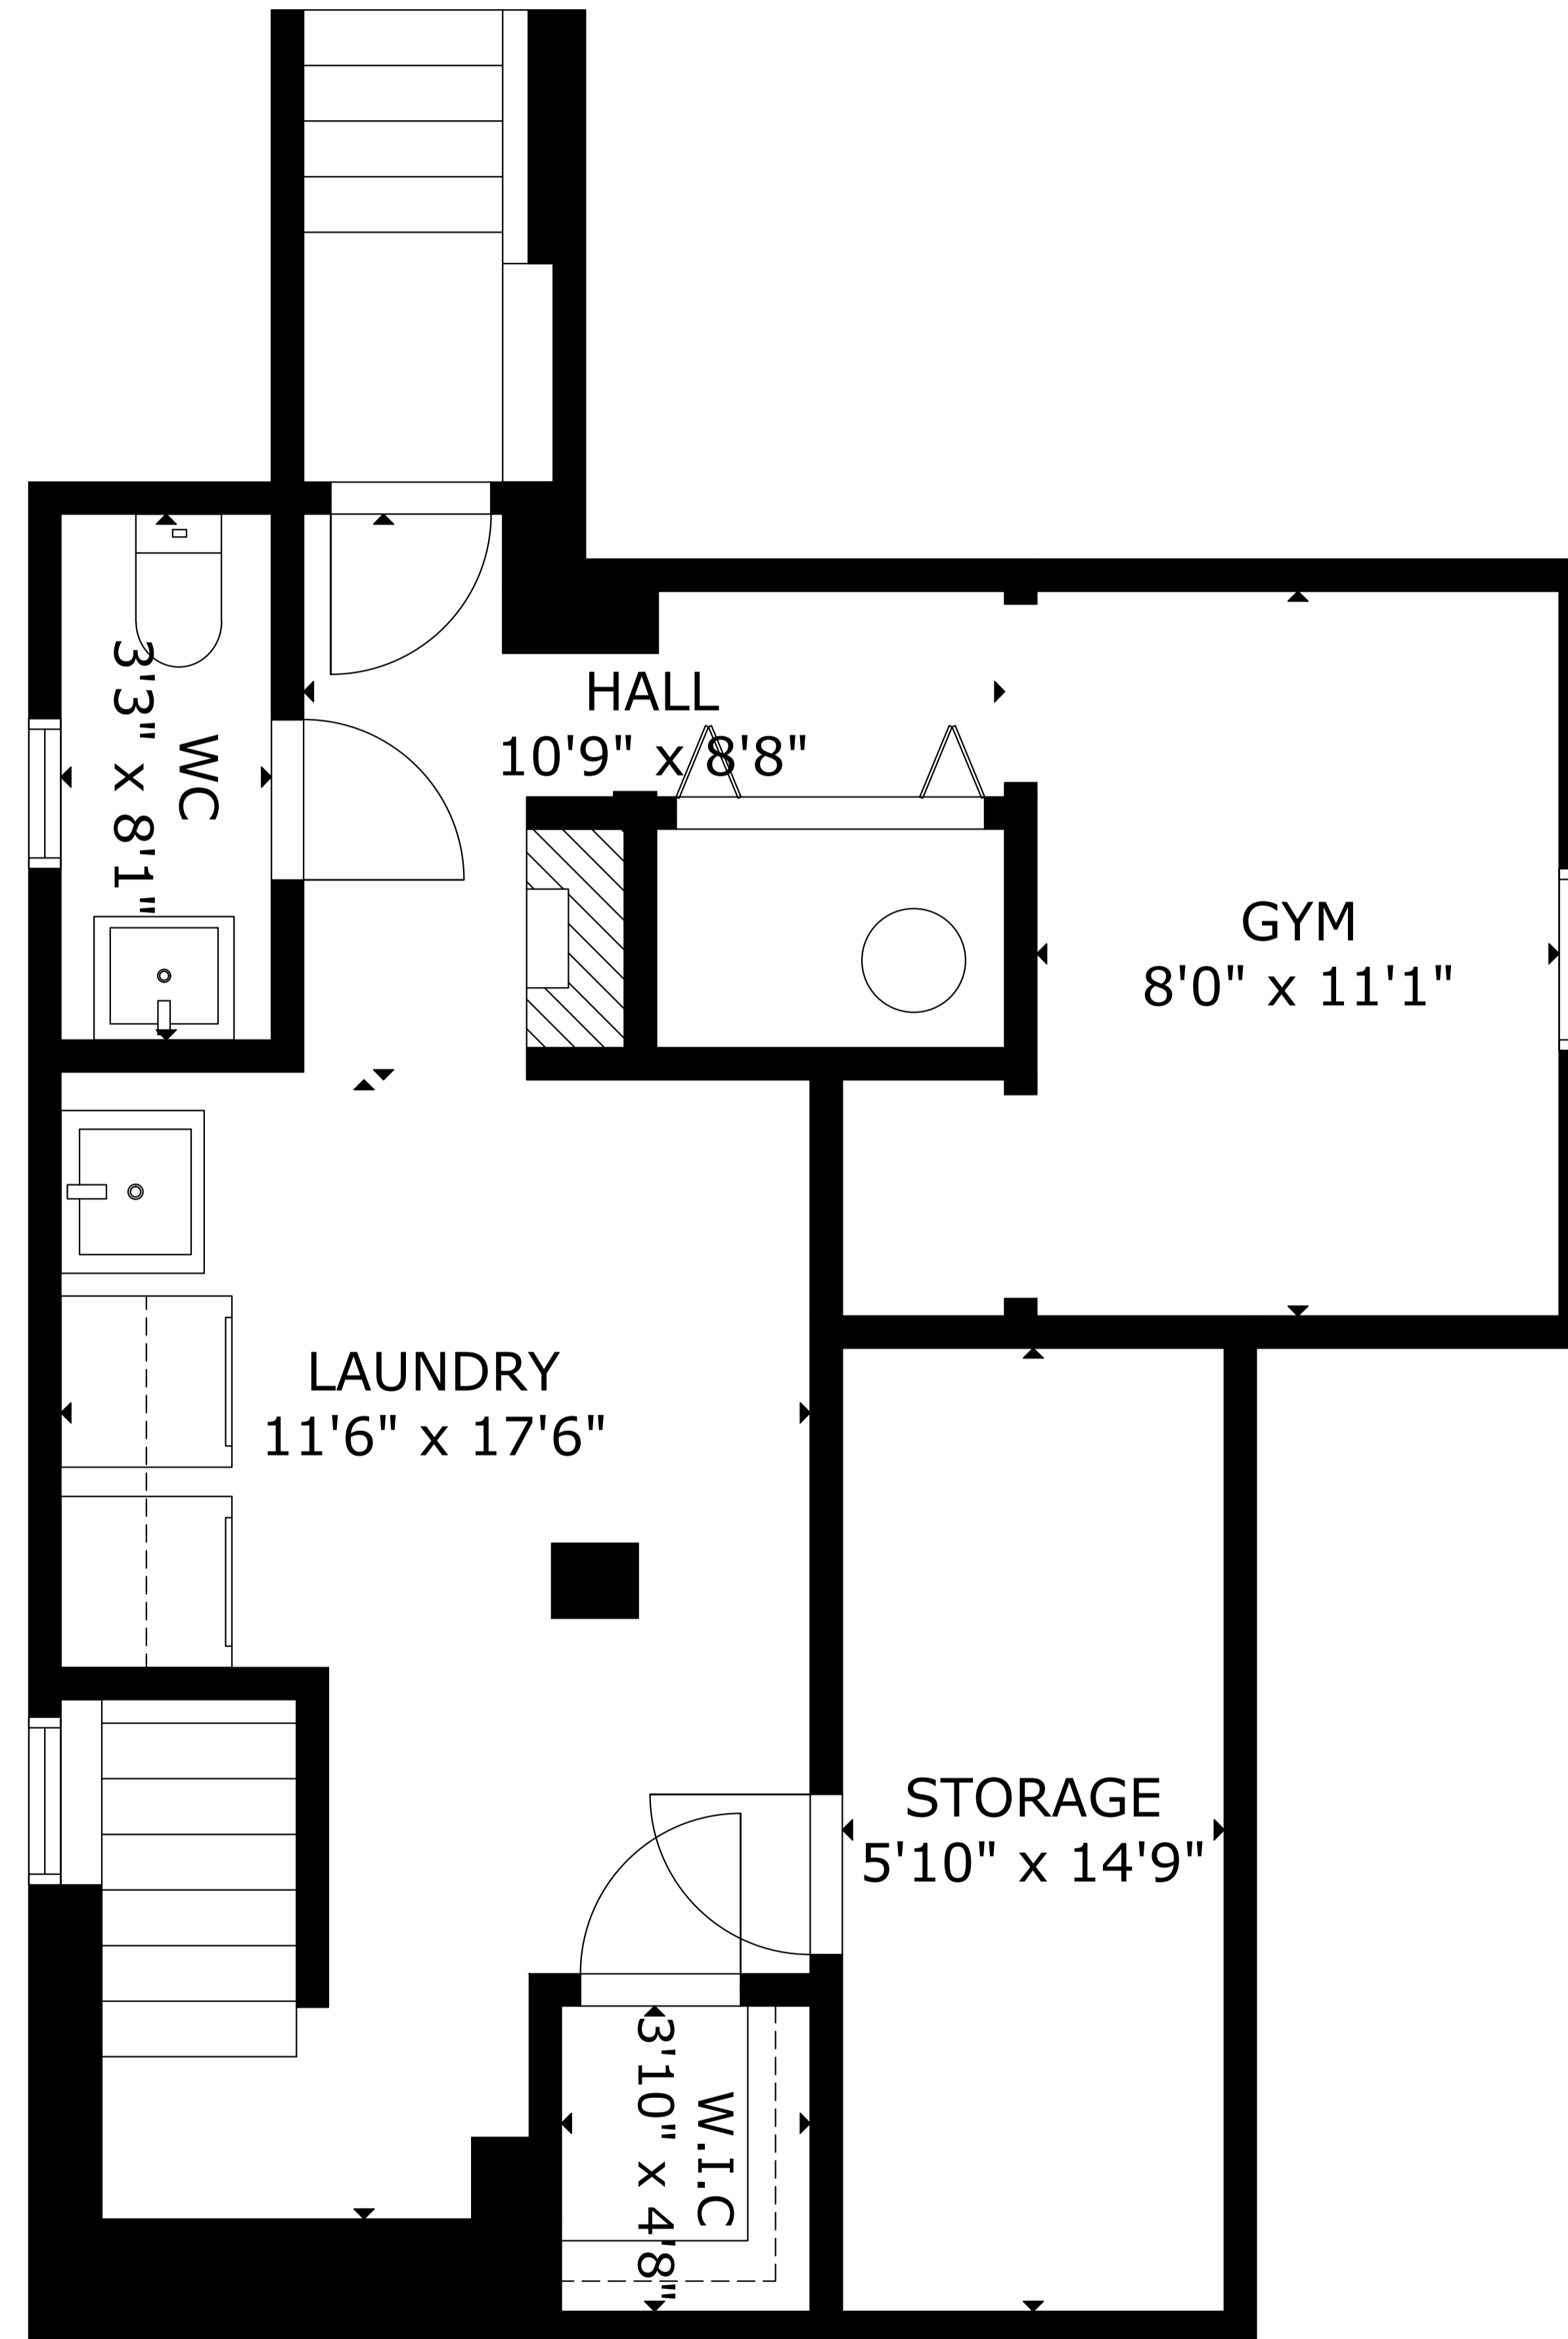 HALL
10'9" x 8'8"
WC
3'3" x 8'1"
GYM
8'0" x 11'1"
LAUNDRY
11'6" x 17'6"
STORAGE
5'10" x 14'9"
W.I.C
3'10" x 4'8"